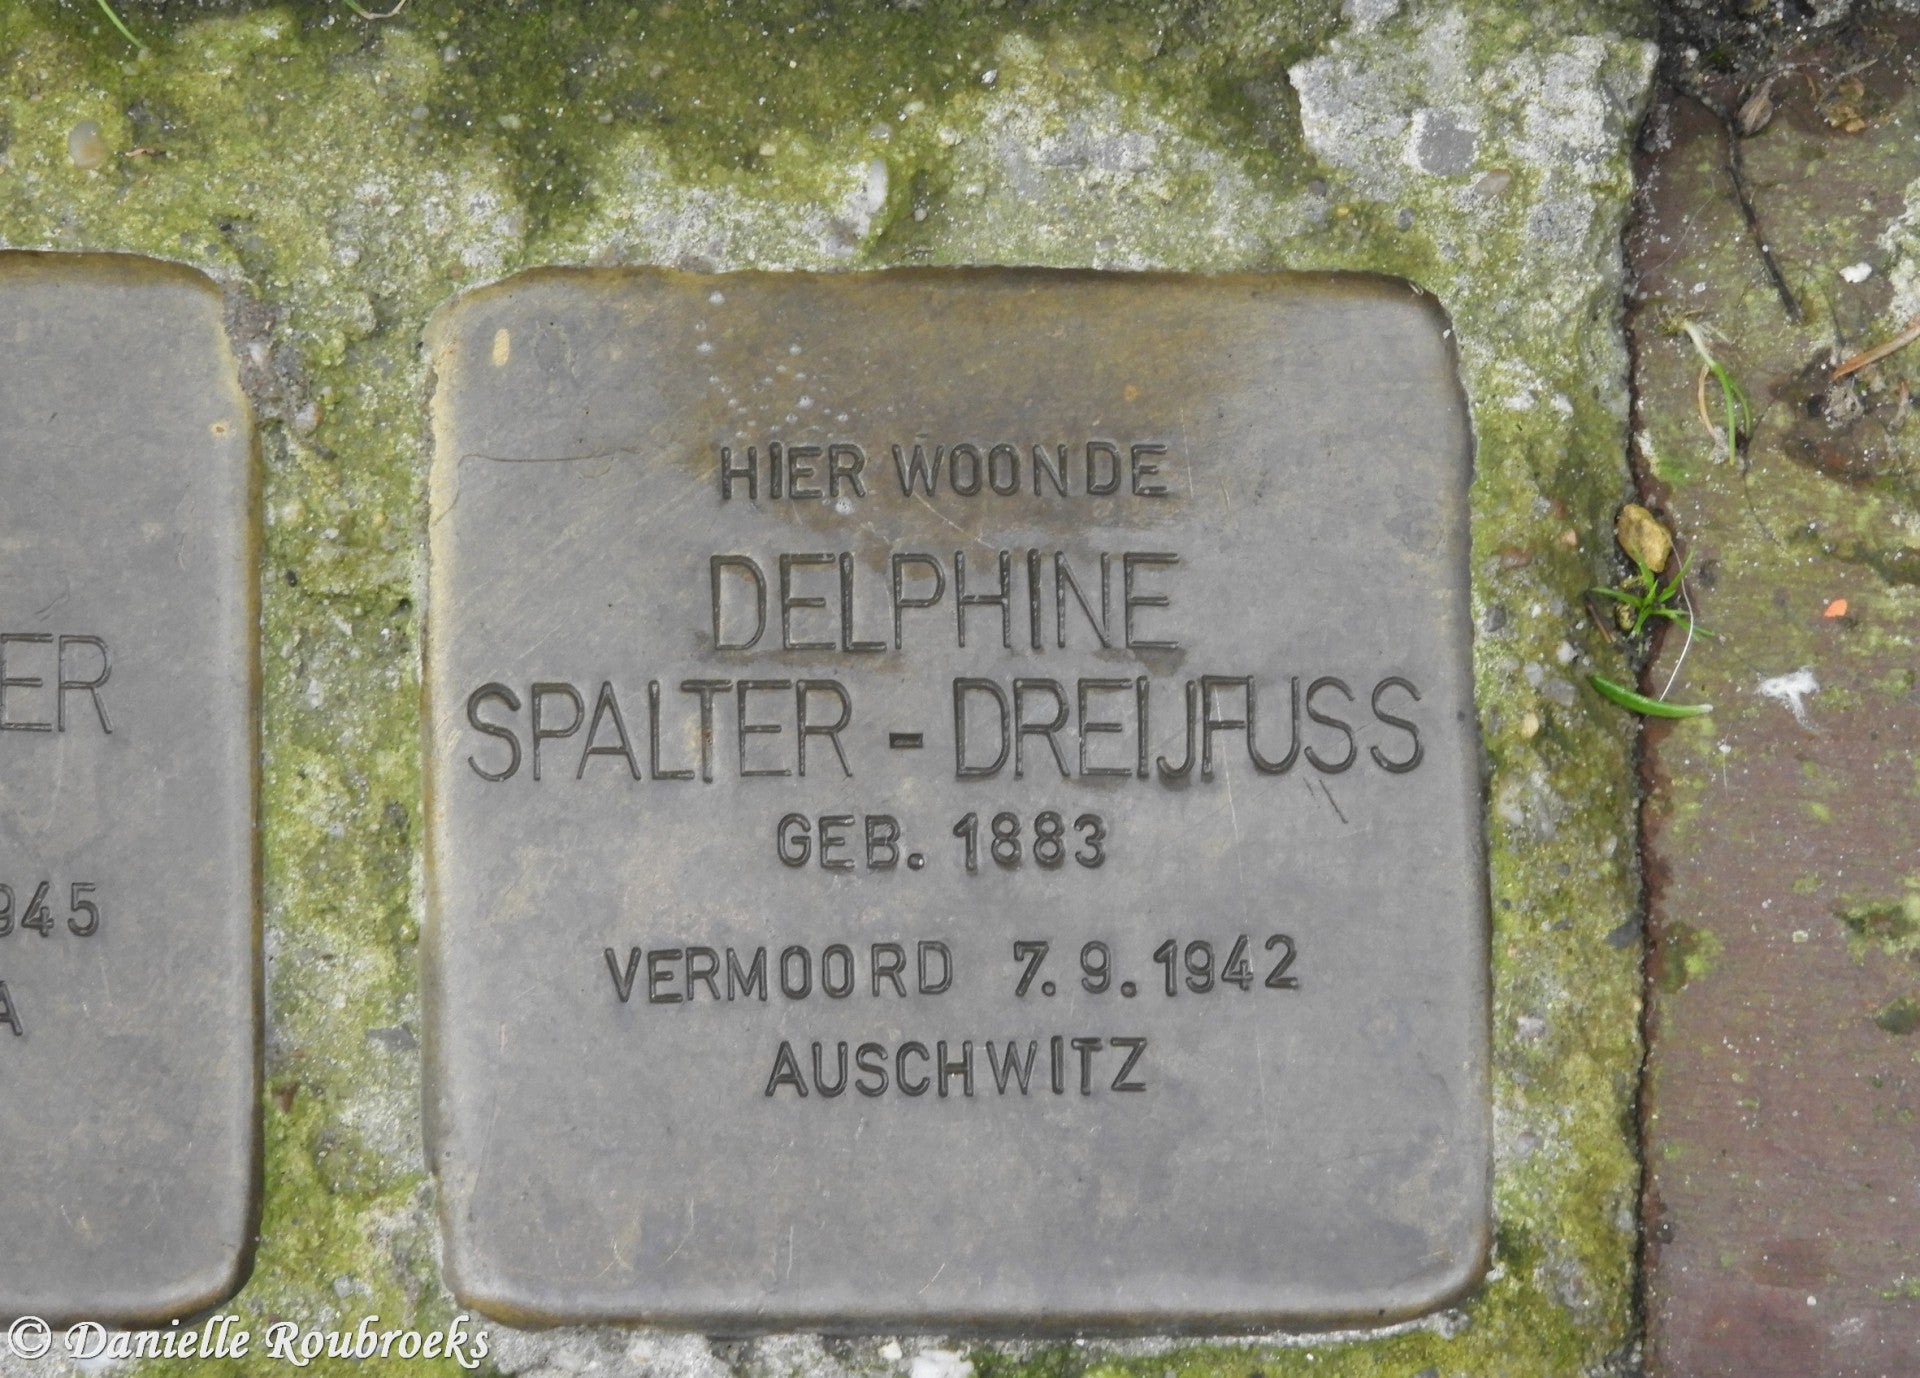 HIER WOONDE
DELPHINE
SPALTER - DREIJFUSS
GEB. 1883
VERMOORD 7.9.1942
AUSCHWITZ
ER
945
A
© Danielle Roubroeks